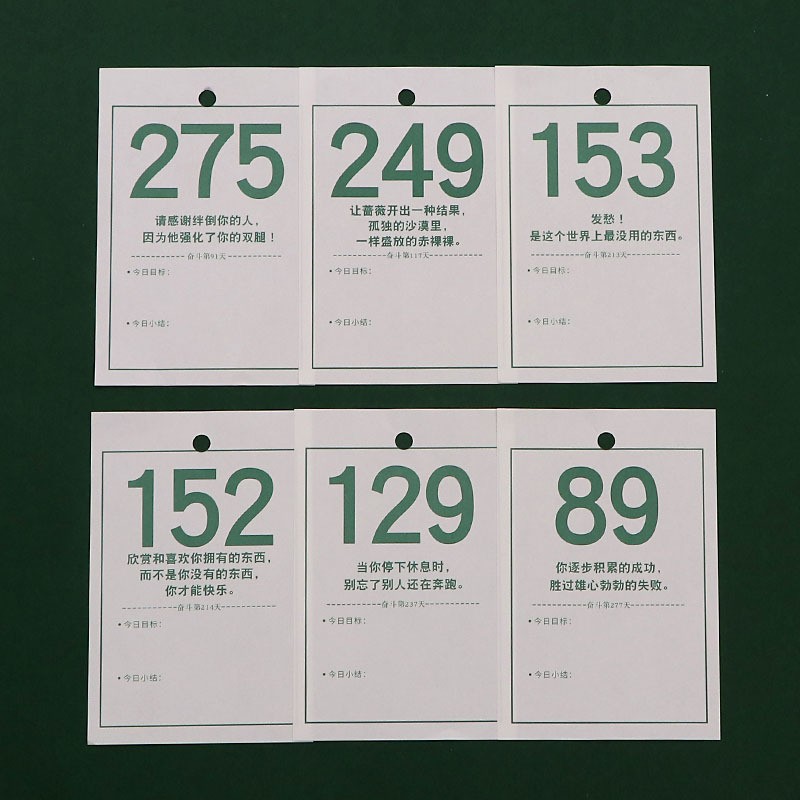 275
请感谢绊倒你的人，
因为他强化了你的双腿！
奋斗第91天
•今日目标：
•今日小结：
249
让蔷薇开出一种结果，
孤独的沙漠里，
一样盛放的赤裸裸。
奋斗第117天
•今日目标：
•今日小结：
153
发愁！
是这个世界上最没用的东西。
奋斗第213天
•今日目标：
•今日小结：
152
欣赏和喜欢你拥有的东西，
而不是你没有的东西，
你才能快乐。
奋斗第214天
•今日目标：
•今日小结：
129
当你停下休息时，
别忘了别人还在奔跑。
奋斗第237天
•今日目标：
•今日小结：
89
你逐步积累的成功，
胜过雄心勃勃的失败。
奋斗第277天
•今日目标：
•今日小结：